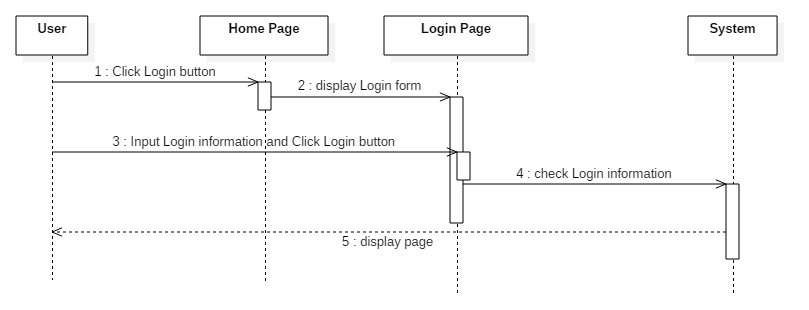 User
Home Page
Login Page
System
1 : Click Login button
2 : display Login form
3 : Input Login information and Click Login button
4 : check Login information
5 : display page